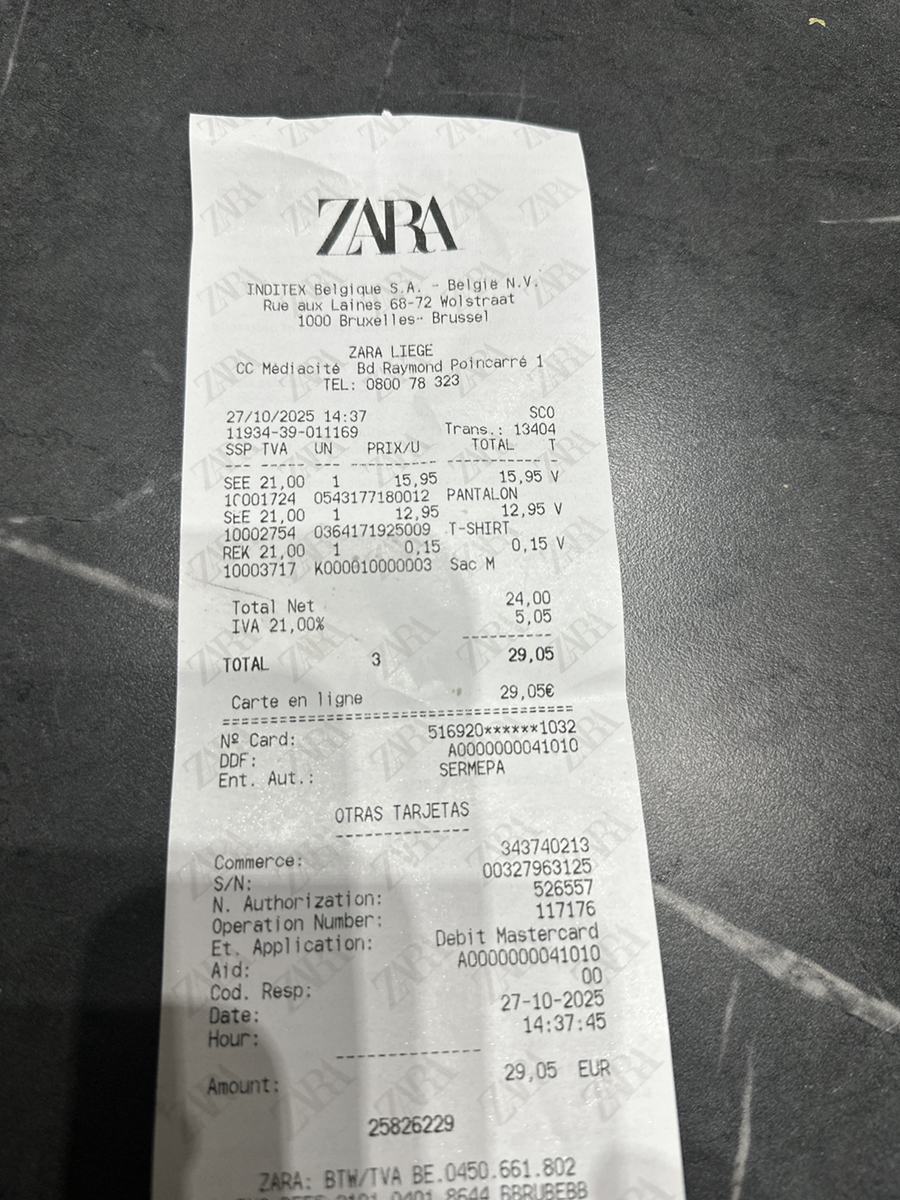 ZARA
INDITEX Belgique S.A. - België N.V.
Rue aux Laines 68-72 Wolstraat
1000 Bruxelles- Brussel
ZARA LIEGE
CC Médiacité Bd Raymond Poincarré 1
TEL: 0800 78 323
27/10/2025 14:37 SCO
11934-39-011169 Trans.: 13404
SSP TVA UN PRIX/U TOTAL T
SEE 21,00 1 15,95 15,95 V
10001724 0543177180012 PANTALON
SEE 21,00 1 12,95 12,95 V
10002754 0364171925009 T-SHIRT
REK 21,00 1 0,15 0,15 V
10003717 K000010000003 Sac M
Total Net 24,00
IVA 21,00% 5,05
TOTAL 3 29,05
Carte en ligne 29,05€
Nº Card: 516920******1032
DDF: A0000000041010
Ent. Aut.: SERMEPA
OTRAS TARJETAS
Commerce: 343740213
S/N: 00327963125
N. Authorization: 526557
Operation Number: 117176
Et. Application: Debit Mastercard
Aid: A0000000041010
Cod. Resp: 00
Date: 27-10-2025
Hour: 14:37:45
Amount: 29,05 EUR
25826229
ZARA: BTW/TVA BE.0450.661.802
8644 BBRUBEBB